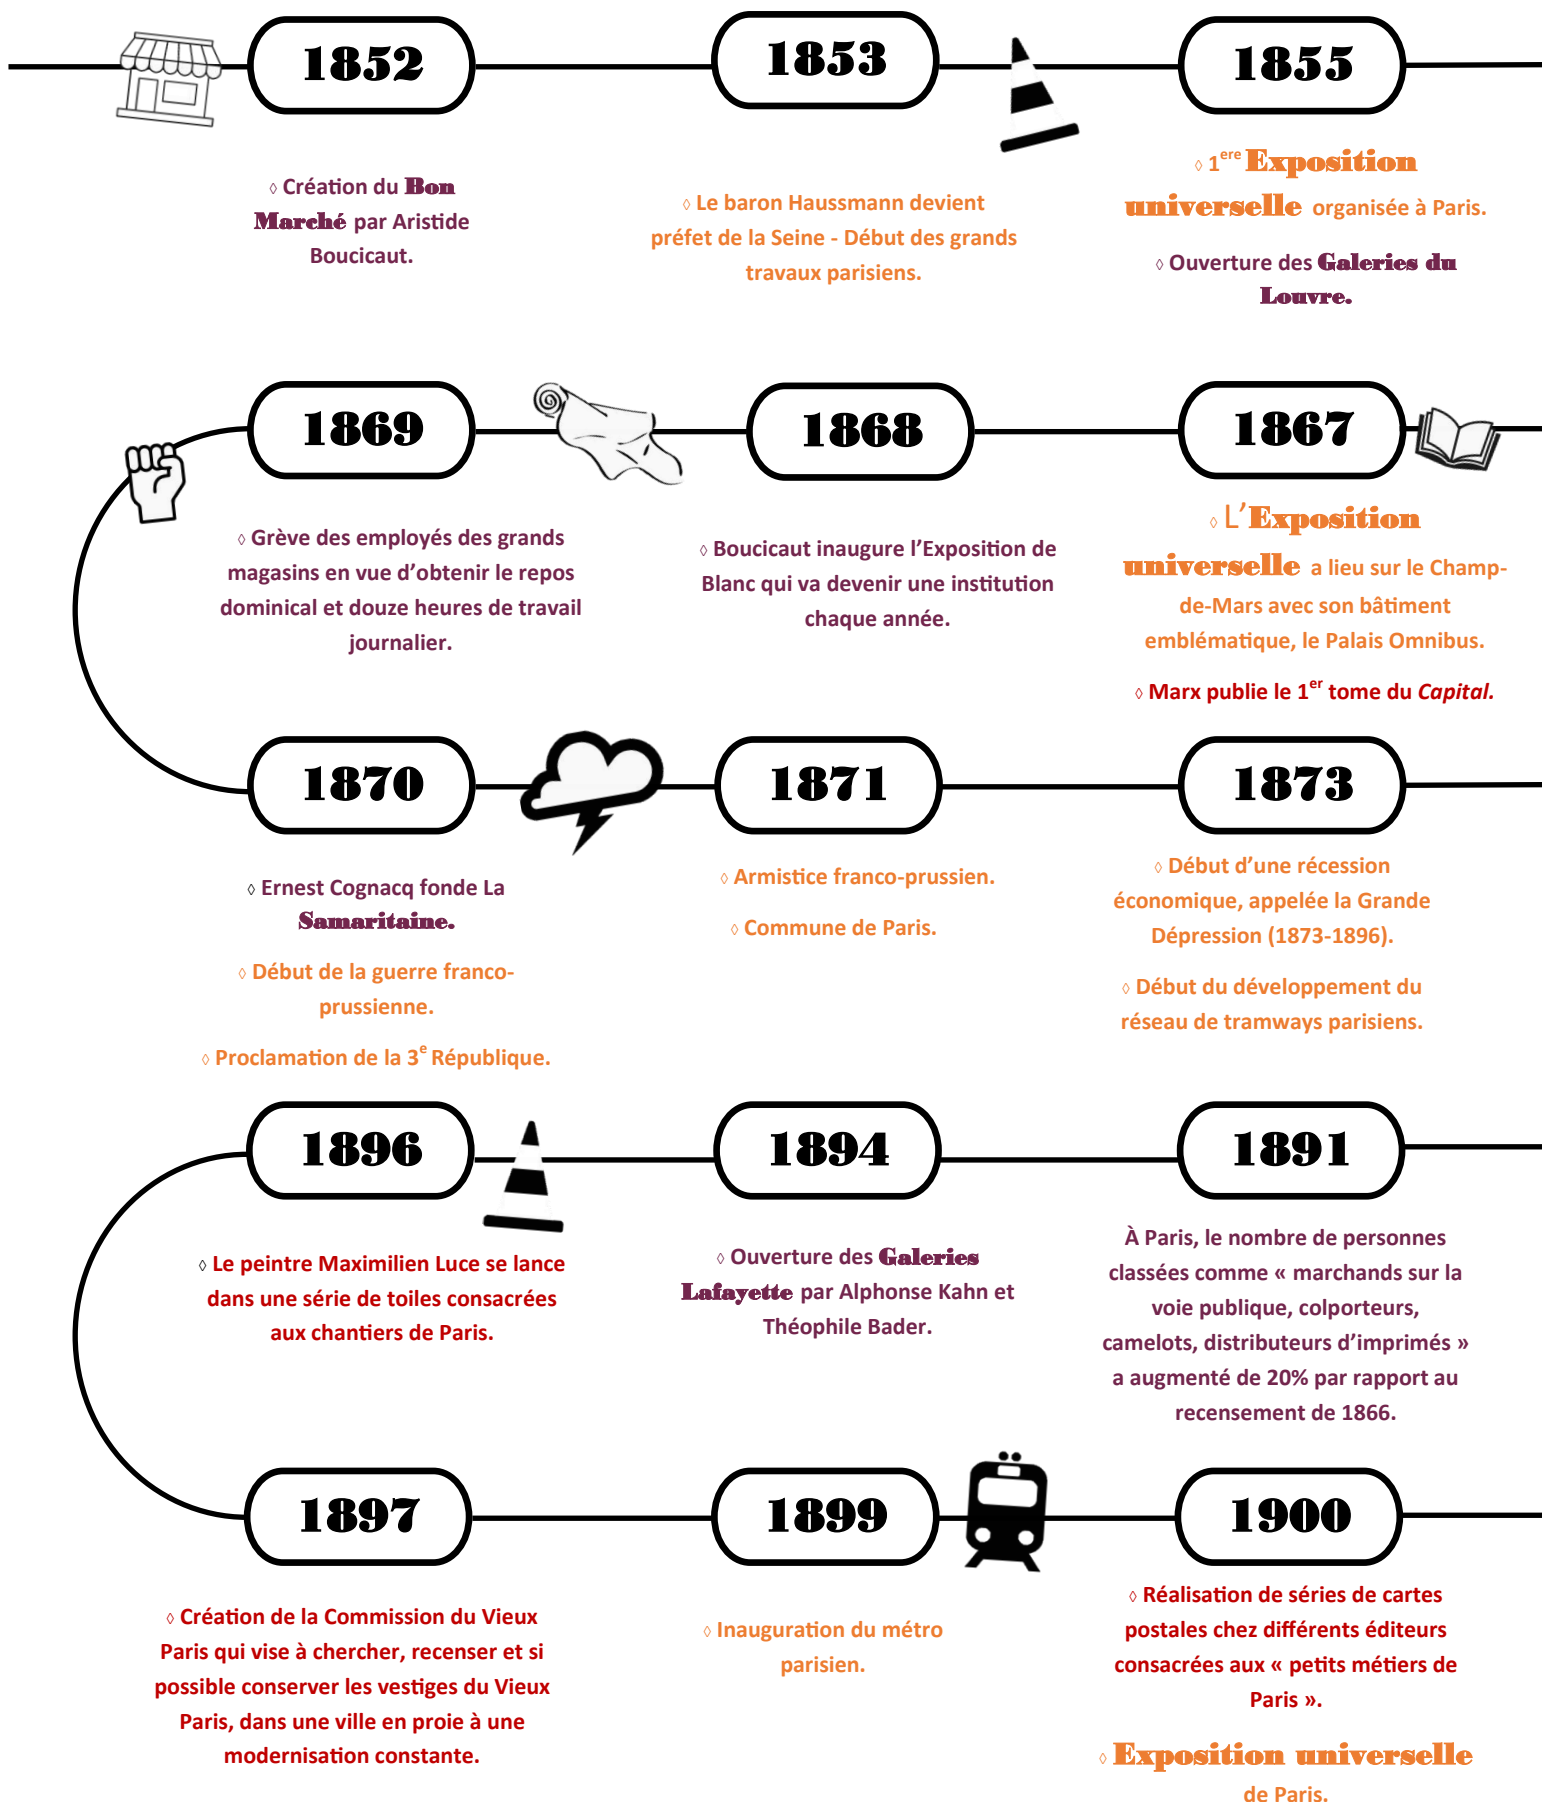 1852
◊ Création du Bon
Marché par Aristide
Boucicaut.
1853
◊ Le baron Haussmann devient
préfet de la Seine - Début des grands
travaux parisiens.
1855
◊ 1ere Exposition
universelle organisée à Paris.
◊ Ouverture des Galeries du
Louvre.
1869
◊ Grève des employés des grands
magasins en vue d’obtenir le repos
dominical et douze heures de travail
journalier.
1868
◊ Boucicaut inaugure l’Exposition de
Blanc qui va devenir une institution
chaque année.
1867
◊ L’Exposition
universelle a lieu sur le Champ-
de-Mars avec son bâtiment
emblématique, le Palais Omnibus.
◊ Marx publie le 1er tome du Capital.
1870
◊ Ernest Cognacq fonde La
Samaritaine.
◊ Début de la guerre franco-
prussienne.
◊ Proclamation de la 3e République.
1871
◊ Armistice franco-prussien.
◊ Commune de Paris.
1873
◊ Début d’une récession
économique, appelée la Grande
Dépression (1873-1896).
◊ Début du développement du
réseau de tramways parisiens.
1896
◊ Le peintre Maximilien Luce se lance
dans une série de toiles consacrées
aux chantiers de Paris.
1894
◊ Ouverture des Galeries
Lafayette par Alphonse Kahn et
Théophile Bader.
1891
À Paris, le nombre de personnes
classées comme « marchands sur la
voie publique, colporteurs,
camelots, distributeurs d’imprimés »
a augmenté de 20% par rapport au
recensement de 1866.
1897
◊ Création de la Commission du Vieux
Paris qui vise à chercher, recenser et si
possible conserver les vestiges du Vieux
Paris, dans une ville en proie à une
modernisation constante.
1899
◊ Inauguration du métro
parisien.
1900
◊ Réalisation de séries de cartes
postales chez différents éditeurs
consacrées aux « petits métiers de
Paris ».
◊ Exposition universelle
de Paris.